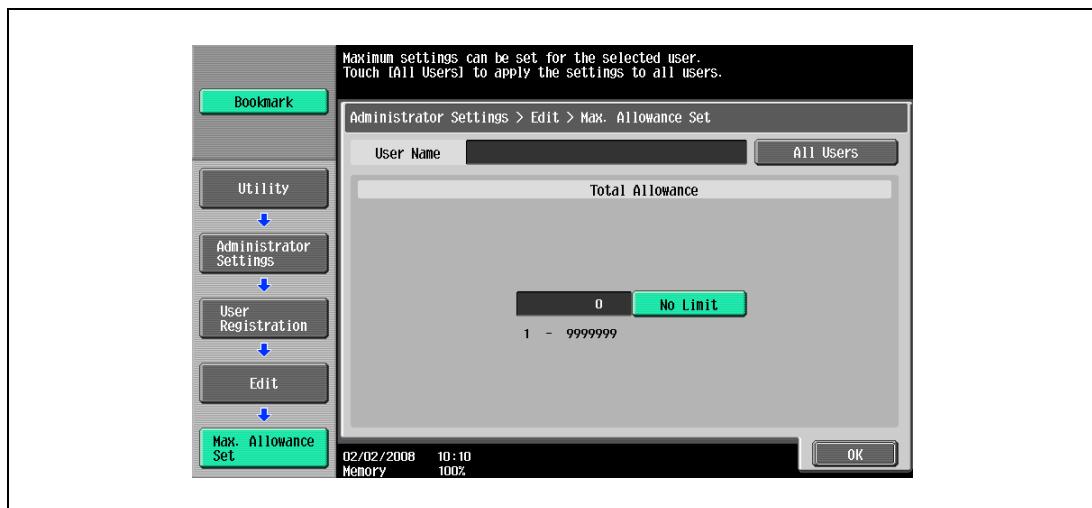 Maximum settings can be set for the selected user.
Touch [All Users] to apply the settings to all users.
Bookmark
Administrator Settings > Edit > Max. Allowance Set
User Name
All Users
Utility
Total Allowance
Administrator
Settings
User
Registration
0
No Limit
1 - 9999999
Edit
Max. Allowance
Set
02/02/2008 10:10
Memory 100%
OK